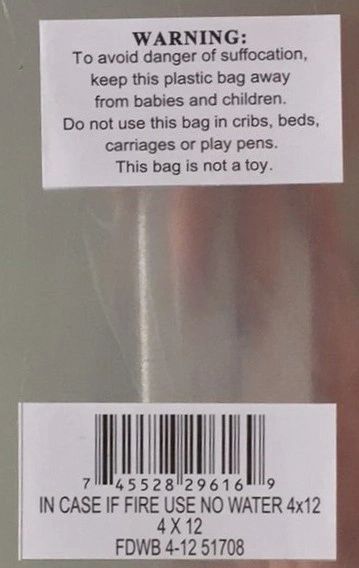 WARNING:
To avoid danger of suffocation,
keep this plastic bag away
from babies and children.
Do not use this bag in cribs, beds,
carriages or play pens.
This bag is not a toy.
7 45528 29616 9
IN CASE IF FIRE USE NO WATER 4x12
4 X 12
FDWB 4-12 51708